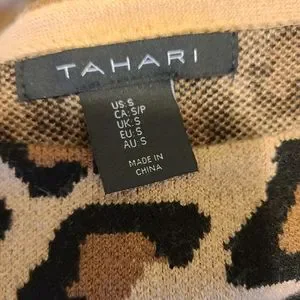 TAHARI
US:S
CA:S/P
UK:S
EU:S
AU:S
MADE IN
CHINA